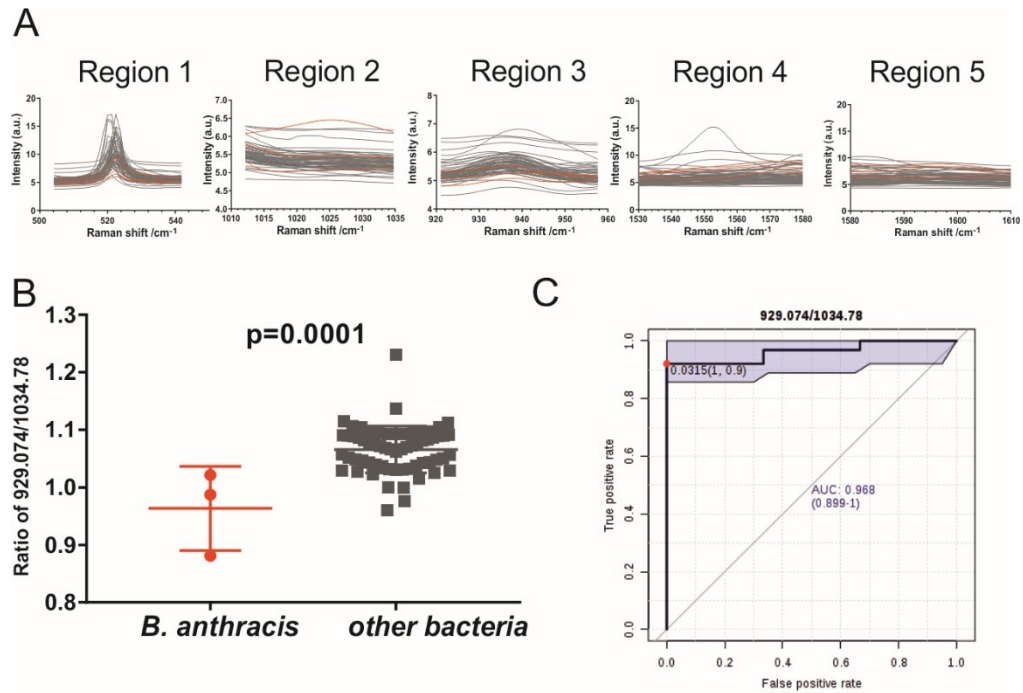 A
Region 1 Region 2 Region 3 Region 4 Region 5
Intensity (a.u.)
20
15
10
5
0
500 520 540
Raman shift /cm-1
Intensity (a.u.)
7.0
6.5
6.0
5.5
5.0
4.5
4.0
1010 1015 1020 1025 1030 1035
Raman shift /cm-1
Intensity (a.u.)
8
7
6
5
4
920 930 940 950 960
Raman shift /cm-1
Intensity (a.u.)
20
15
10
5
0
1530 1540 1550 1560 1570 1580
Raman shift /cm-1
Intensity (a.u.)
20
15
10
5
0
1580 1590 1600 1610
Raman shift /cm-1
B
Ratio of 929.074/1034.78
1.3
1.2
1.1
1.0
0.9
0.8
p=0.0001
B. anthracis other bacteria
C
929.074/1034.78
True positive rate
1.0
0.8
0.6
0.4
0.2
0.0
0.0315(1, 0.9)
AUC: 0.968
(0.899-1)
0.0 0.2 0.4 0.6 0.8 1.0
False positive rate